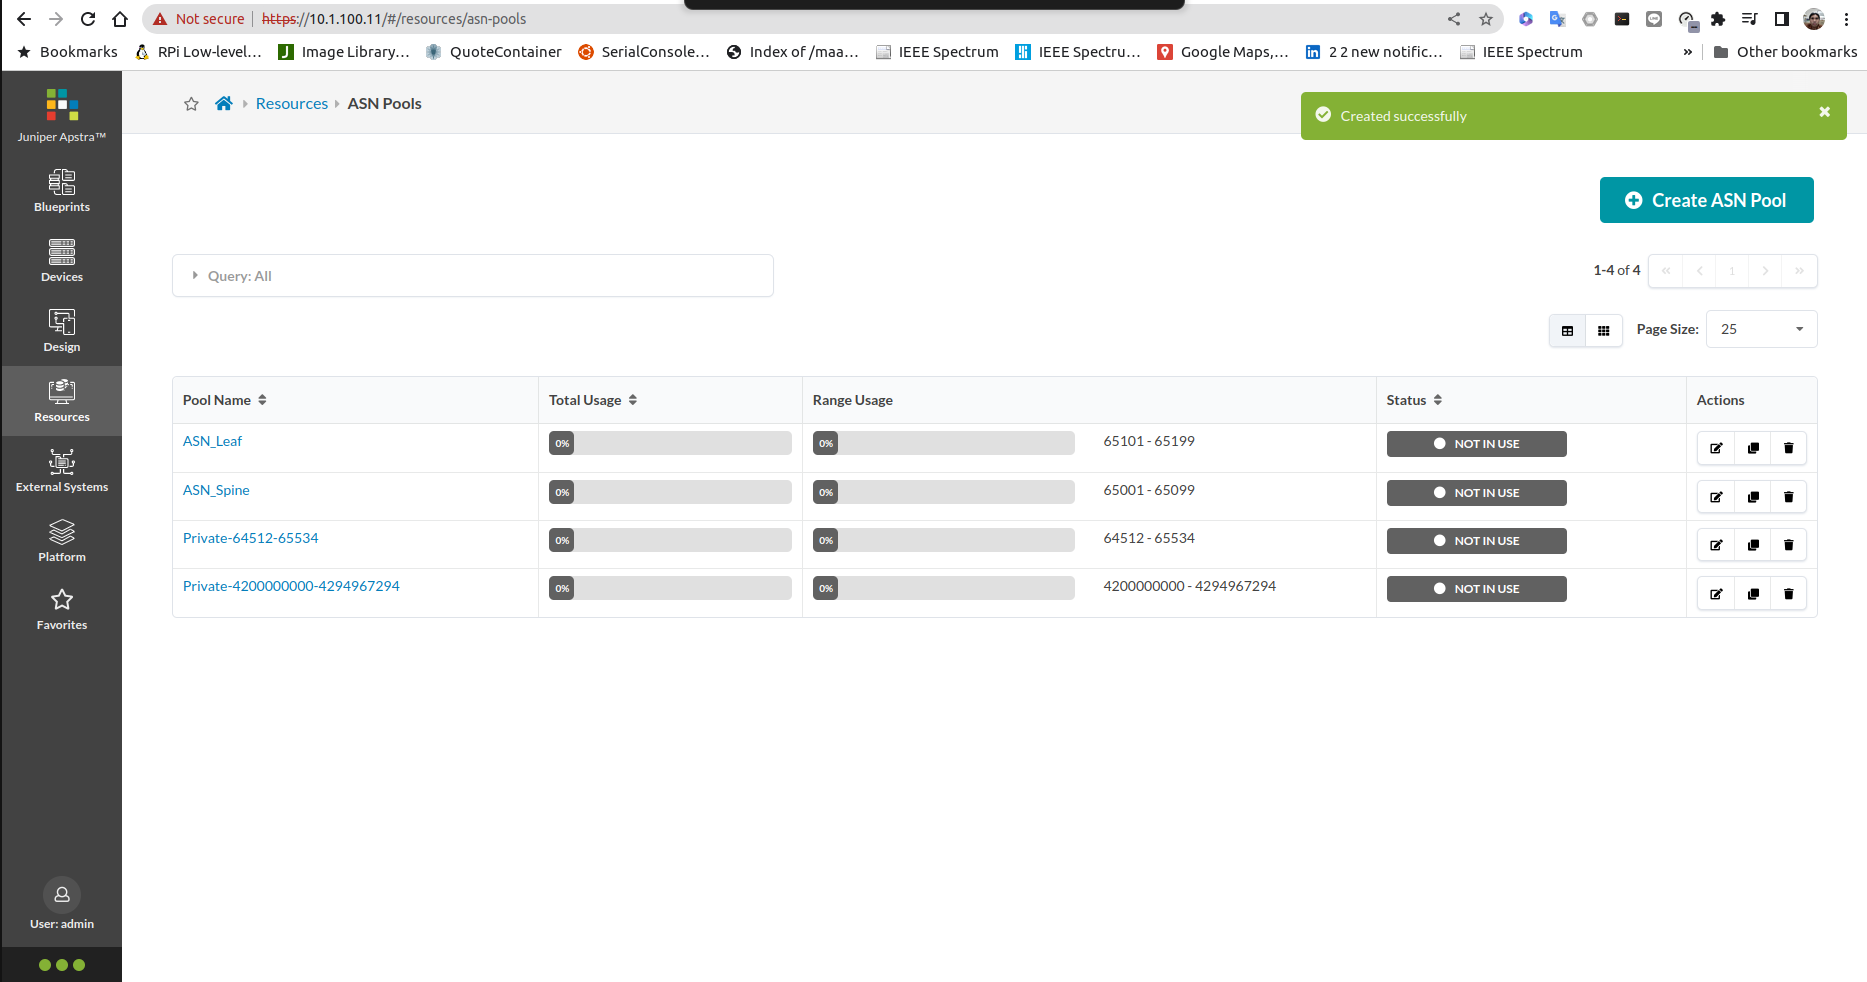 Not secure https://10.1.100.11/#/resources/asn-pools
Bookmarks RPi Low-level... Image Library,... QuoteContainer SerialConsole... Index of /maa... IEEE Spectrum IEEE Spectru... Google Maps,... 2 2 new notific... IEEE Spectrum » Other bookmarks
Juniper Apstra™
Blueprints
Devices
Design
Resources
External Systems
Platform
Favorites
User: admin
Resources ASN Pools
Created successfully
Create ASN Pool
Query: All
1-4 of 4 « < 1 > »
Page Size: 25
Pool Name Total Usage Range Usage Status Actions
ASN_Leaf 0% 0% 65101 - 65199 NOT IN USE
ASN_Spine 0% 0% 65001 - 65099 NOT IN USE
Private-64512-65534 0% 0% 64512 - 65534 NOT IN USE
Private-4200000000-4294967294 0% 0% 4200000000 - 4294967294 NOT IN USE